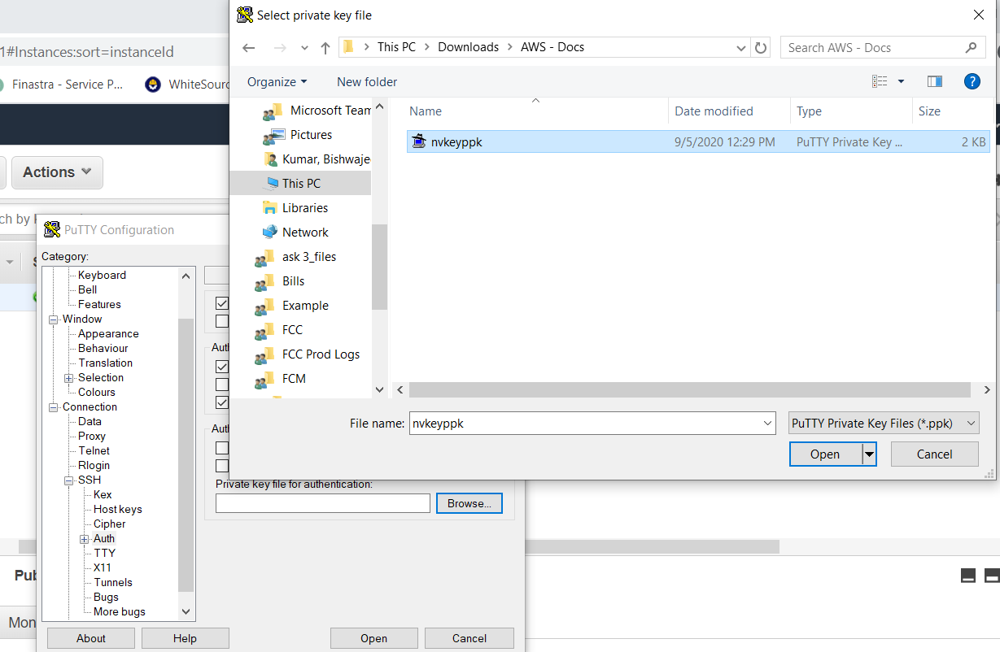 Select private key file
This PC > Downloads > AWS - Docs
Search AWS - Docs
1#Instances:sort=instanceId
Organize
New folder
?
Finastra - Service P...
WhiteSourc
Name
Date modified
Type
Size
Microsoft Team
Pictures
Kumar, Bishwaje
This PC
Libraries
Network
ask 3_files
Bills
Example
FCC
FCC Prod Logs
FCM
nvkeyppk
9/5/2020 12:29 PM
PuTTY Private Key ...
2 KB
Actions
ch by
File name:
nvkeyppk
PuTTY Private Key Files (*.ppk)
Open
Cancel
PuTTY Configuration
Category:
Keyboard
Bell
Features
Window
Appearance
Behaviour
Translation
Selection
Colours
Connection
Data
Proxy
Telnet
Rlogin
SSH
Kex
Host keys
Cipher
Auth
TTY
X11
Tunnels
Bugs
More bugs
Aut
Aut
Private key file for authentication:
Browse...
About
Help
Open
Cancel
Pub
Mon